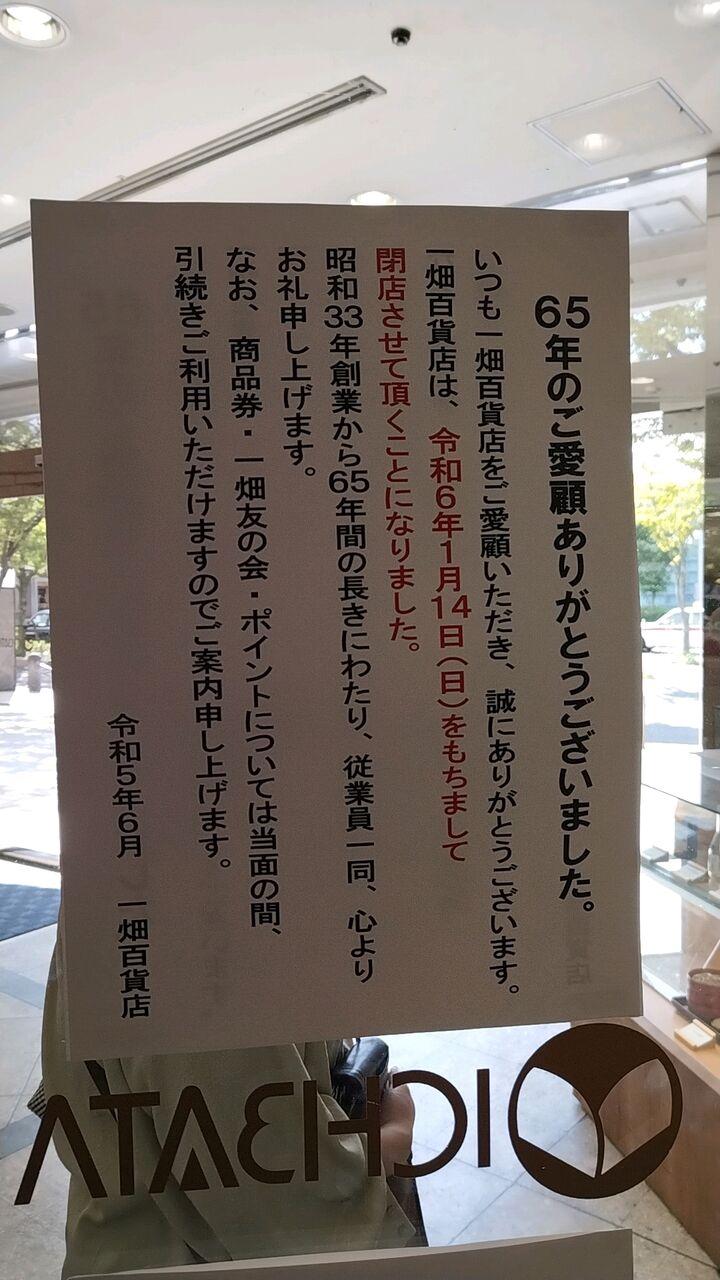 65年のご愛顧ありがとうございました。
いつも一畑百貨店をご愛顧いただき、誠にありがとうございます。
一畑百貨店は、令和6年1月14日(日)をもちまして
閉店させて頂くことになりました。
昭和33年創業から65年間の長きにわたり、従業員一同、心より
お礼申し上げます。
なお、商品券・一畑友の会・ポイントについては当面の間、
引続きご利用いただけますのでご案内申し上げます。
令和5年6月　一畑百貨店
ICHIBATA